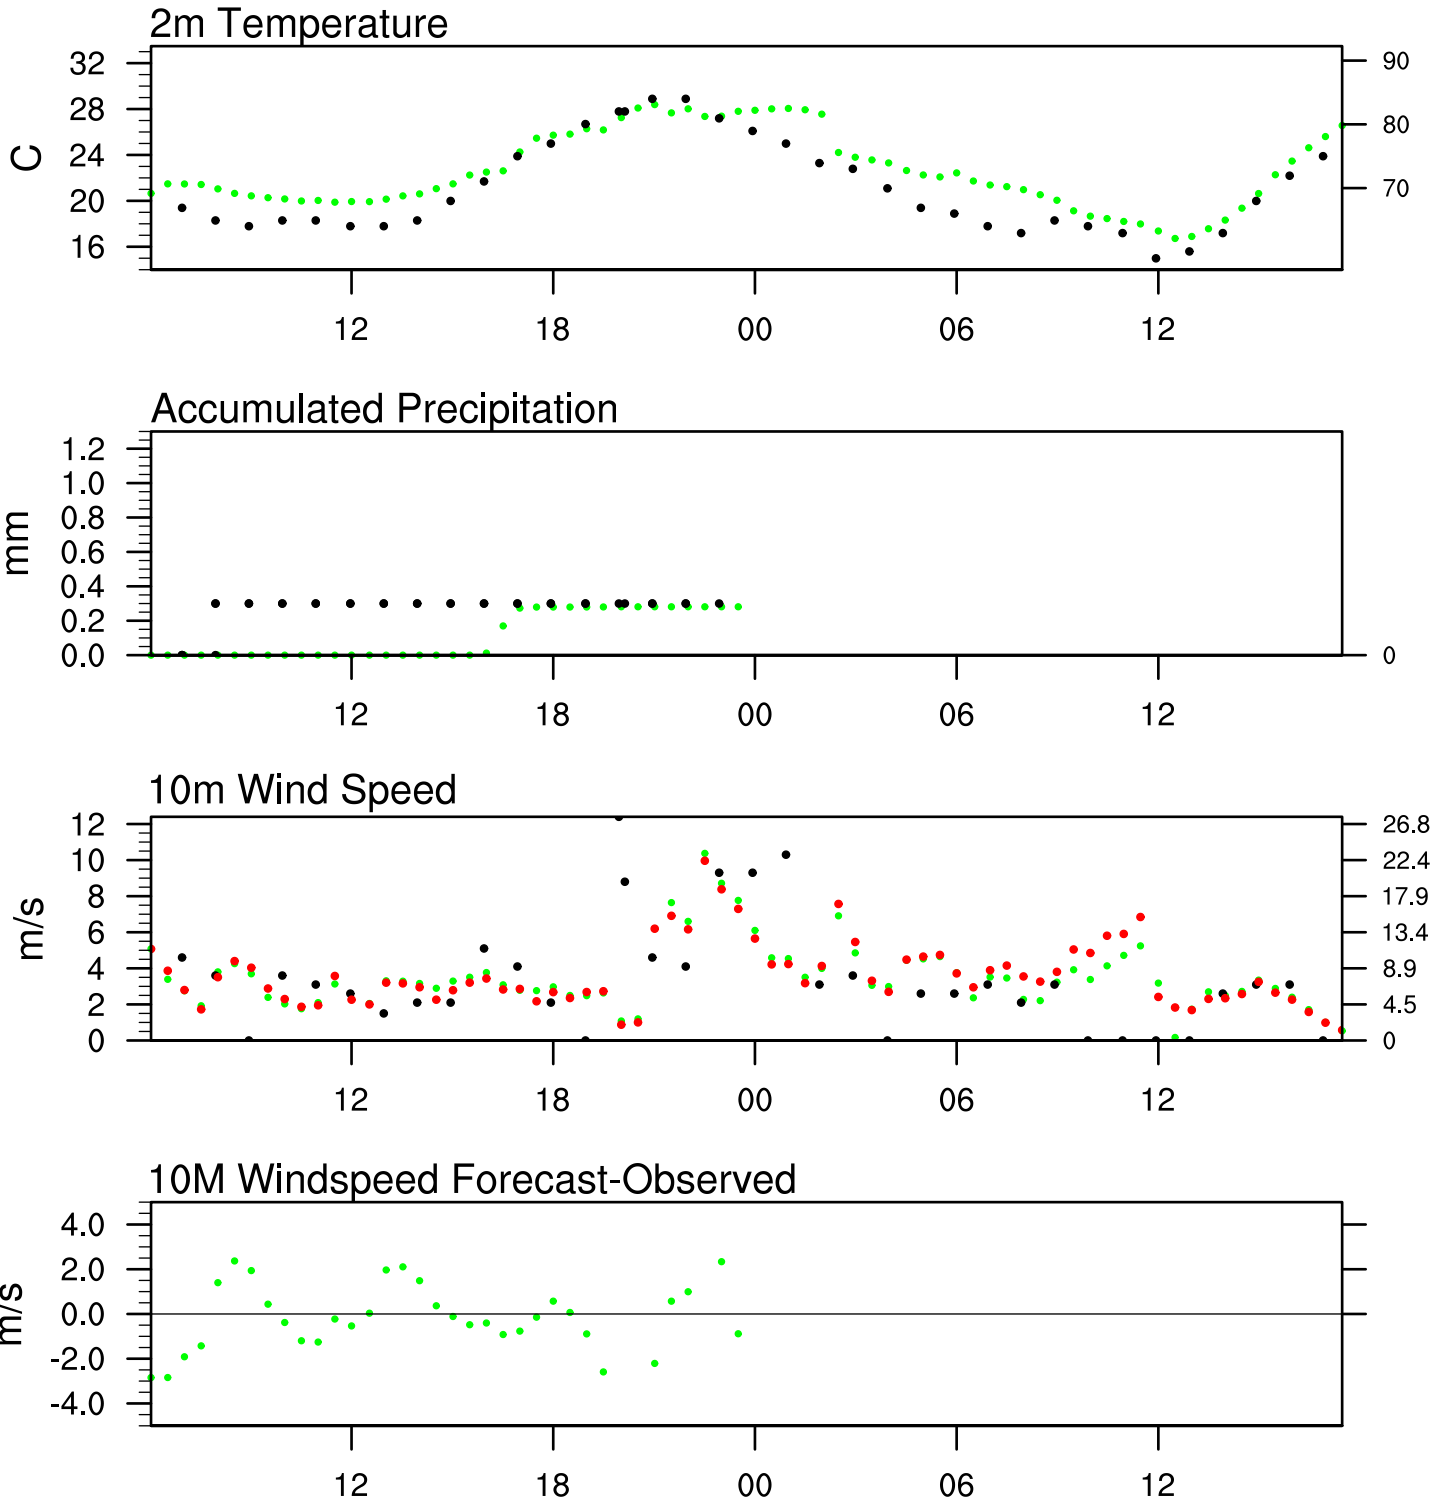 2m Temperature
32
28
24
20
16
C
90
80
70
12 18 00 06 12
Accumulated Precipitation
1.2
1.0
0.8
0.6
0.4
0.2
0.0
mm
0
12 18 00 06 12
10m Wind Speed
12
10
8
6
4
2
0
m/s
26.8
22.4
17.9
13.4
8.9
4.5
0
12 18 00 06 12
10M Windspeed Forecast-Observed
4.0
2.0
0.0
-2.0
-4.0
m/s
12 18 00 06 12